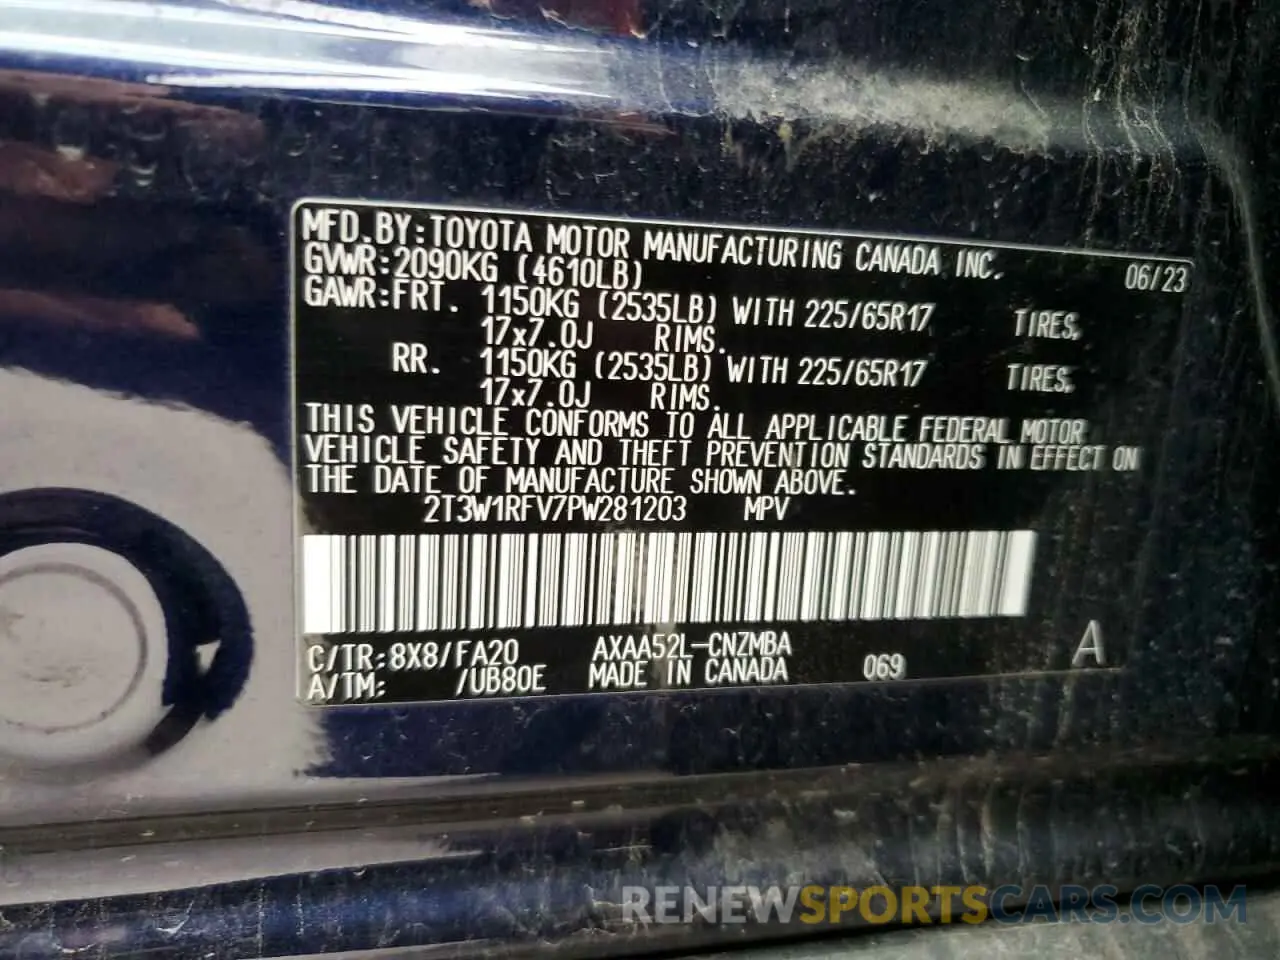 MFD.BY:TOYOTA MOTOR MANUFACTURING CANADA INC. 06/23
GVWR:2090KG (4610LB)
GAWR:FRT. 1150KG (2535LB) WITH 225/65R17 TIRES,
17x7.0J RIMS.
RR. 1150KG (2535LB) WITH 225/65R17 TIRES,
17x7.0J RIMS.
THIS VEHICLE CONFORMS TO ALL APPLICABLE FEDERAL MOTOR
VEHICLE SAFETY AND THEFT PREVENTION STANDARDS IN EFFECT ON
THE DATE OF MANUFACTURE SHOWN ABOVE.
2T3W1RFV7PW281203 MPV
C/TR:8X8/FA20 AXAA52L-CNZMBA A
A/TM: /UB80E MADE IN CANADA 069
RENEWSPORTSCARS.COM